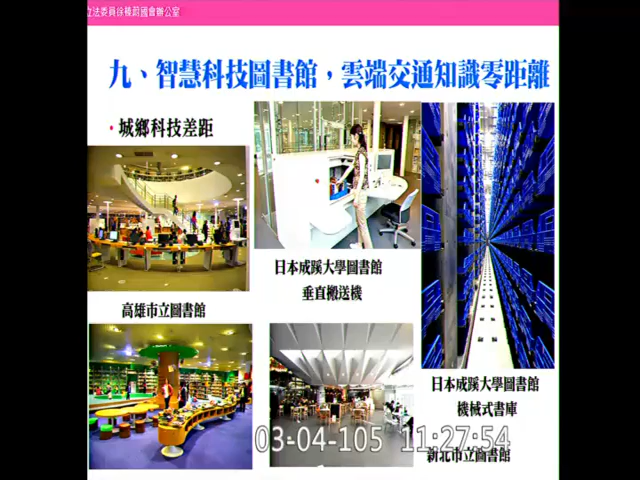 立法委員徐榛蔚國會辦公室
九、智慧科技圖書館，雲端交通知識零距離
• 城鄉科技差距
日本成蹊大學圖書館
垂直搬送機
高雄市立圖書館
日本成蹊大學圖書館
機械式書庫
新北市立圖書館
03-04-105 11:27:54